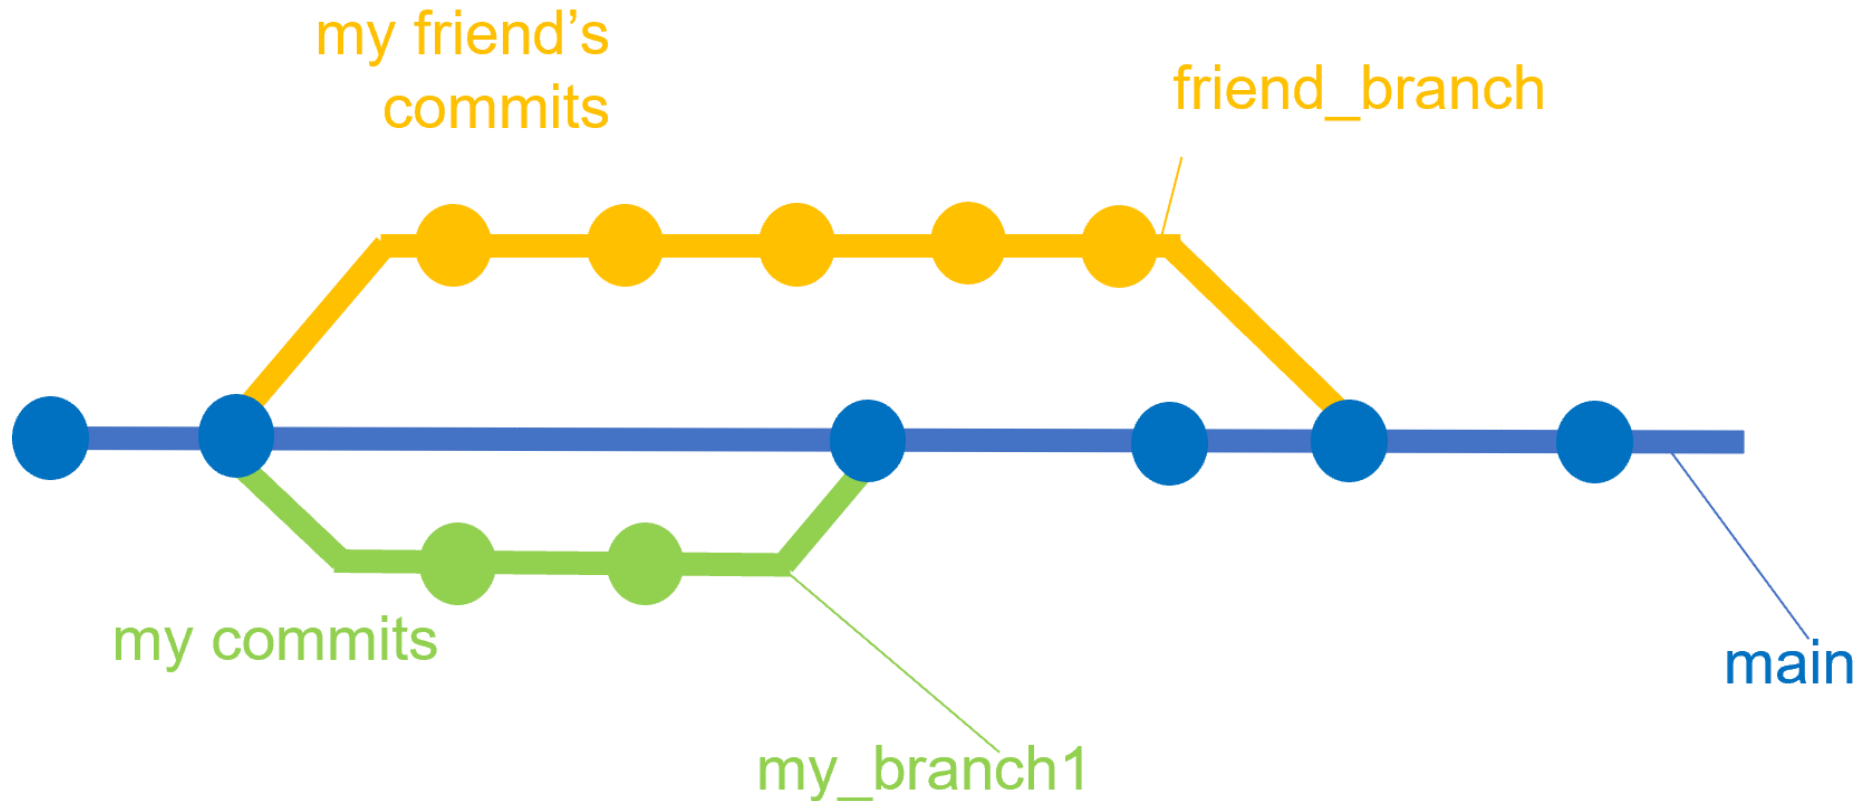 my friend’s
commits
friend_branch
my commits
main
my_branch1